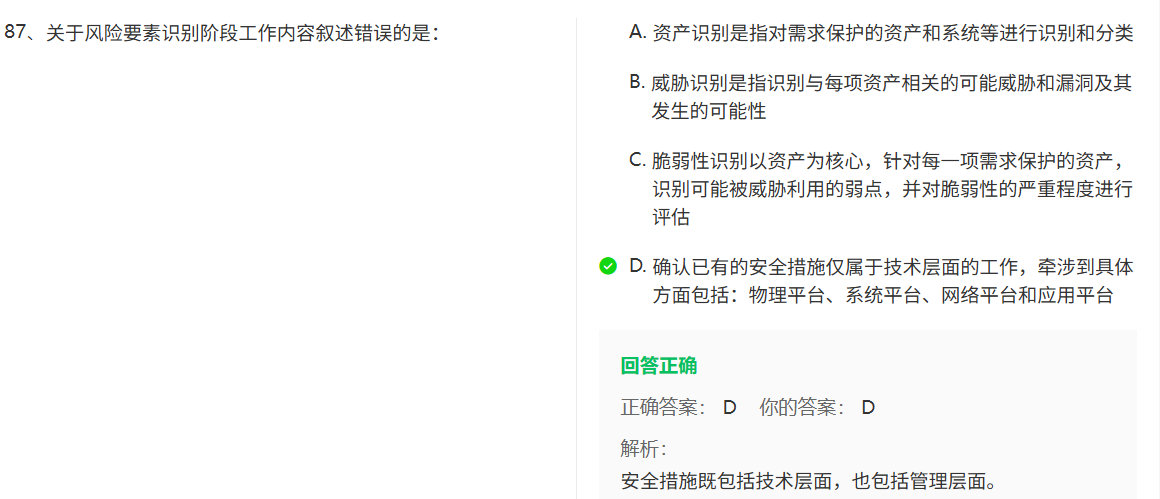 87、关于风险要素识别阶段工作内容叙述错误的是：
A. 资产识别是指对需求保护的资产和系统等进行识别和分类
B. 威胁识别是指识别与每项资产相关的可能威胁和漏洞及其
发生的可能性
C. 脆弱性识别以资产为核心，针对每一项需求保护的资产，
识别可能被威胁利用的弱点，并对脆弱性的严重程度进行
评估
D. 确认已有的安全措施仅属于技术层面的工作，牵涉到具体
方面包括：物理平台、系统平台、网络平台和应用平台
回答正确
正确答案： D 你的答案： D
解析：
安全措施既包括技术层面，也包括管理层面。